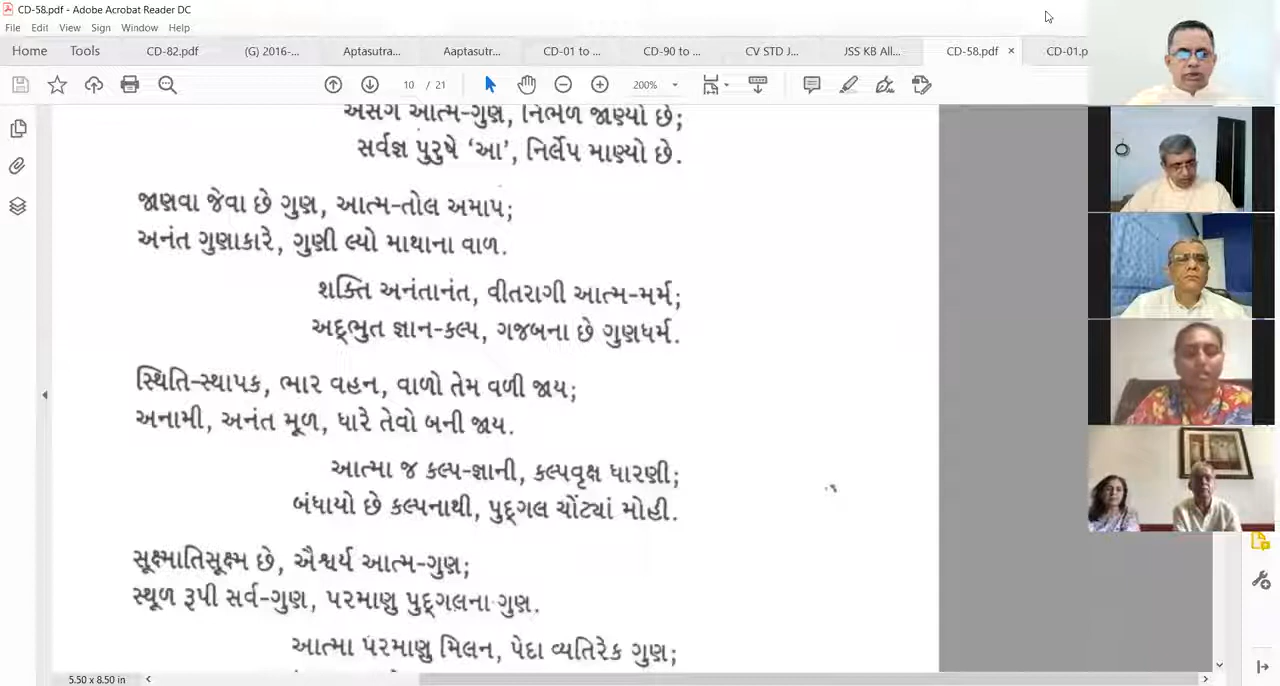 CD-58.pdf - Adobe Acrobat Reader DC
File Edit View Sign Window Help
Home Tools CD-82.pdf (G) 2016-... Aptasutra... Aaptasutr... CD-01 to ... CD-90 to ... CV STD J... JSS KB All... CD-58.pdf × CD-01.p
10 / 21 200%
અસંગ આત્મ-ગુણ, નિર્ભેળ જાણ્યો છે;
સર્વજ્ઞ પુરુષે ‘આ’, નિર્લેપ માણ્યો છે.
જાણવા જેવા છે ગુણ, આત્મ-તોલ અમાપ;
અનંત ગુણાકારે, ગુણી લ્યો માથાના વાળ.
શક્તિ અનંતાનંત, વીતરાગી આત્મ-મર્મ;
અદ્ભુત જ્ઞાન-કલ્પ, ગજબના છે ગુણધર્મ.
સ્થિતિ-સ્થાપક, ભાર વહન, વાળો તેમ વળી જાય;
અનામી, અનંત મૂળ, ધારે તેવો બની જાય.
આત્મા જ કલ્પ-જ્ઞાની, કલ્પવૃક્ષ ધારણી;
બંધાયો છે કલ્પનાથી, પુદ્ગલ ચોંટ્યાં મોહી.
સૂક્ષ્માતિસૂક્ષ્મ છે, ઐશ્વર્ય આત્મ-ગુણ;
સ્થૂળ રૂપી સર્વ-ગુણ, પરમાણુ પુદ્ગલના ગુણ.
આત્મા પરમાણુ મિલન, પેદા વ્યતિરેક ગુણ;
5.50 x 8.50 in